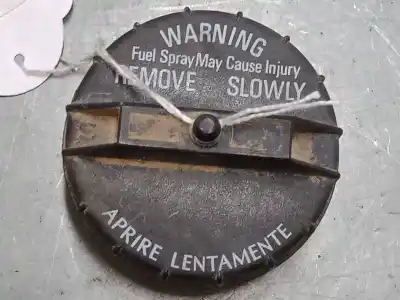 WARNING
Fuel Spray May Cause Injury
REMOVE SLOWLY
APRIRE LENTAMENTE